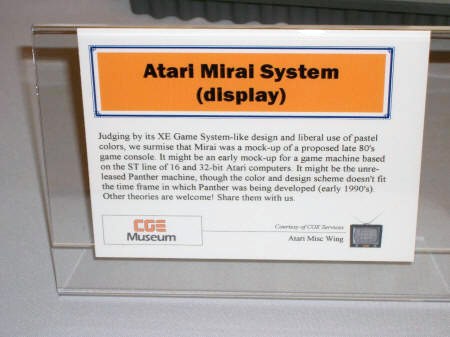 Atari Mirai System
(display)
Judging by its XE Game System-like design and liberal use of pastel
colors, we surmise that Mirai was a mock-up of a proposed late 80's
game console. It might be an early mock-up for a game machine based
on the ST line of 16 and 32-bit Atari computers. It might be the unre-
leased Panther machine, though the color and design scheme doesn't fit
the time frame in which Panther was being developed (early 1990's).
Other theories are welcome! Share them with us.
CGE
Museum
Courtesy of CGE Services
Atari Misc Wing